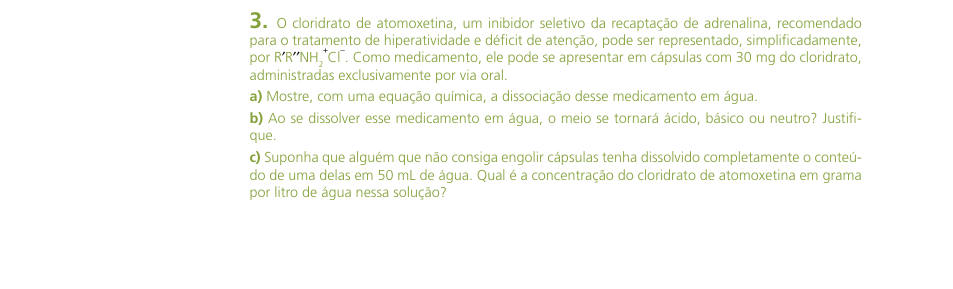 3. O cloridrato de atomoxetina, um inibidor seletivo da recaptação de adrenalina, recomendado
para o tratamento de hiperatividade e déficit de atenção, pode ser representado, simplificadamente,
por R′R′′NH₂⁺Cl⁻. Como medicamento, ele pode se apresentar em cápsulas com 30 mg do cloridrato,
administradas exclusivamente por via oral.
a) Mostre, com uma equação química, a dissociação desse medicamento em água.
b) Ao se dissolver esse medicamento em água, o meio se tornará ácido, básico ou neutro? Justifi-
que.
c) Suponha que alguém que não consiga engolir cápsulas tenha dissolvido completamente o conteú-
do de uma delas em 50 mL de água. Qual é a concentração do cloridrato de atomoxetina em grama
por litro de água nessa solução?